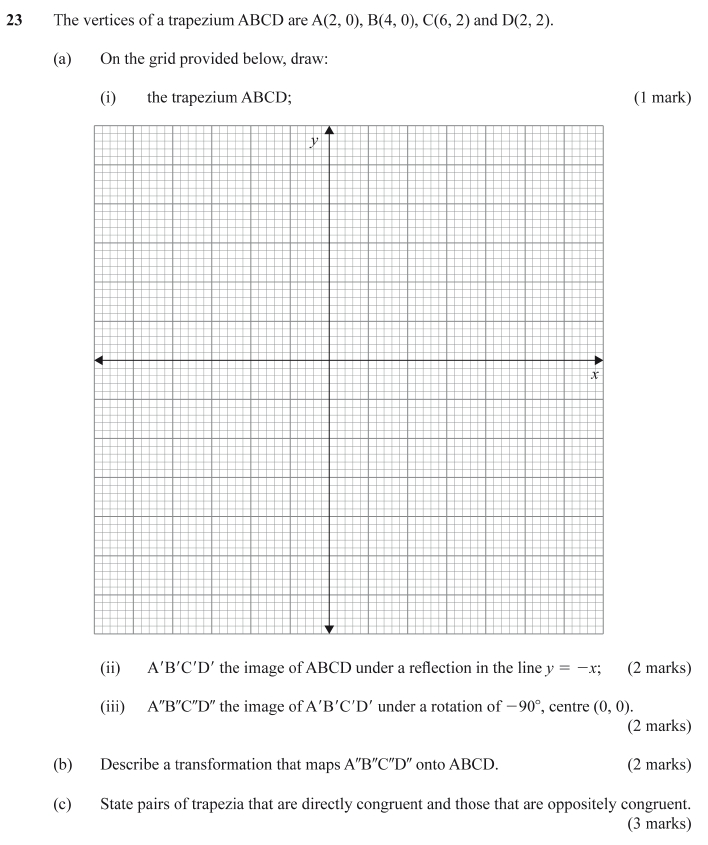 23 The vertices of a trapezium ABCD are A(2, 0), B(4, 0), C(6, 2) and D(2, 2).
(a) On the grid provided below, draw:
(i) the trapezium ABCD; (1 mark)
y
x
(ii) A′B′C′D′ the image of ABCD under a reflection in the line y = −x; (2 marks)
(iii) A″B″C″D″ the image of A′B′C′D′ under a rotation of −90°, centre (0, 0).
(2 marks)
(b) Describe a transformation that maps A″B″C″D″ onto ABCD. (2 marks)
(c) State pairs of trapezia that are directly congruent and those that are oppositely congruent.
(3 marks)